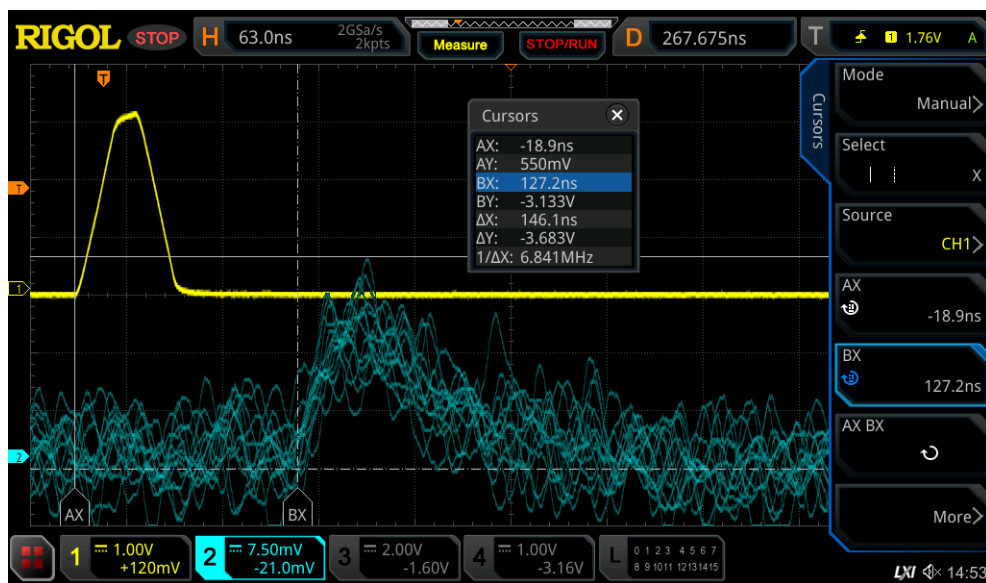 RIGOL STOP H 63.0ns 2GSa/s 2kpts Measure STOP/RUN D 267.675ns T 1 1.76V A
T
Cursors
AX: -18.9ns
AY: 550mV
BX: 127.2ns
BY: -3.133V
ΔX: 146.1ns
ΔY: -3.683V
1/ΔX: 6.841MHz
T
1
2
AX
BX
Cursors
Mode
Manual
Select
X
Source
CH1
AX
-18.9ns
BX
127.2ns
AX BX
More
1 1.00V +120mV
2 7.50mV -21.0mV
3 2.00V -1.60V
4 1.00V -3.16V
L 0 1 2 3 4 5 6 7
8 9 10 11 12 13 14 15
LXI 14:53